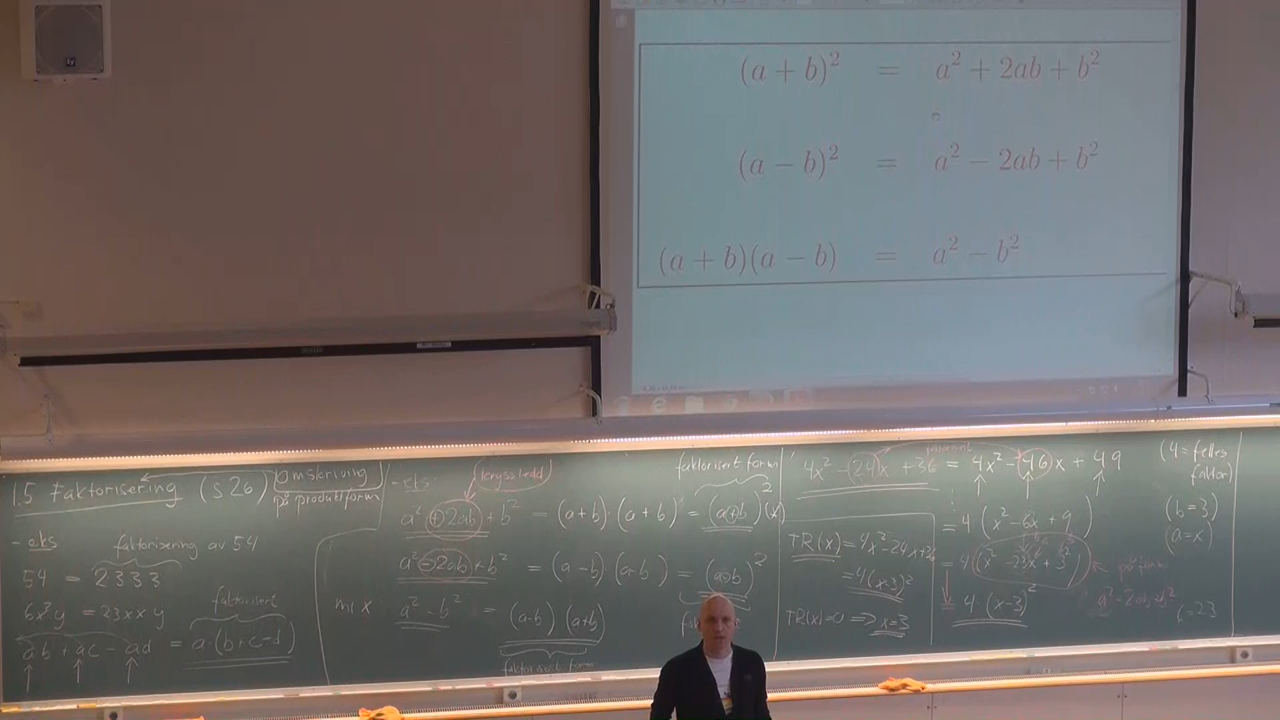 (a + b)² = a² + 2ab + b²
(a − b)² = a² − 2ab + b²
(a + b)(a − b) = a² − b²
1.5 Faktorisering (s 26)
Omskriving
på produktform
- eks
faktorisering av 54
54 = 2·3·3·3
6x²y = 2·3·x·x·y
faktorisert
ab + ac − ad = a·(b+c−d)
- eks:
kryssledd
faktorisert form
a² + 2ab + b² = (a+b)·(a+b) = (a+b)²
a² − 2ab + b² = (a−b)·(a−b) = (a−b)²
a² − b² = (a−b)(a+b)
faktorisert form
4x² − 24x + 36 = 4x² − 4·6x + 4·9
= 4(x² − 6x + 9)
= 4(x² − 2·3x + 3²)
4(x−3)²
på form
a² − 2ab + b²
TR(x) = 4x² − 24x + 36
= 4(x−3)²
TR(x)=0 => x=3
(4 = felles
faktor)
(b=3)
(a=x)
6=2·3